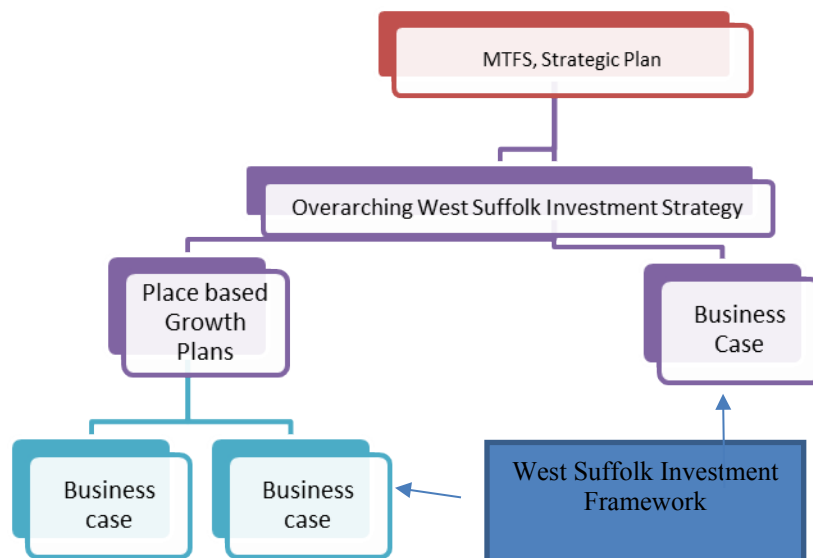 MTFS, Strategic Plan
Overarching West Suffolk Investment Strategy
Place based
Growth
Plans
Business
Case
Business
case
Business
case
West Suffolk Investment
Framework